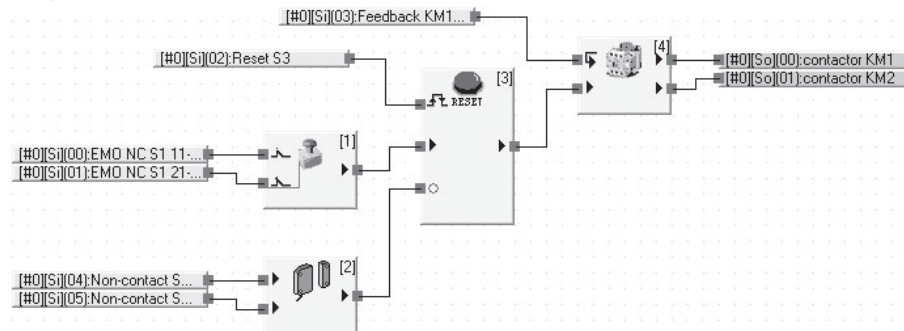 [#0][Si](03):Feedback KM1...
[4]
[#0][Si](02):Reset S3
[#0][So](00):contactor KM1
[#0][So](01):contactor KM2
[3]
RESET
[1]
[#0][Si](00):EMO NC S1 11-...
[#0][Si](01):EMO NC S1 21-...
[2]
[#0][Si](04):Non-contact S...
[#0][Si](05):Non-contact S...